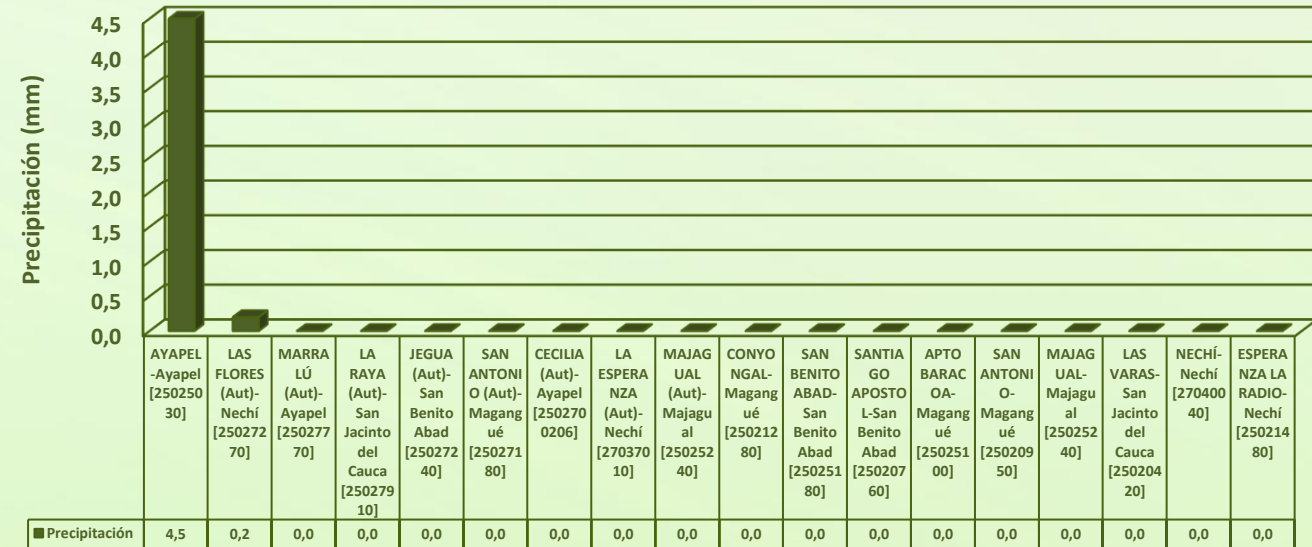 Precipitación (mm)
4,5
4,0
3,5
3,0
2,5
2,0
1,5
1,0
0,5
0,0
AYAPEL
-Ayapel
[250250
30]
LAS
FLORES
(Aut)-
Nechí
[250272
70]
MARRA
LÚ
(Aut)-
Ayapel
[250277
70]
LA
RAYA
(Aut)-
San
Jacinto
del
Cauca
[250279
10]
JEGUA
(Aut)-
San
Benito
Abad
[250272
40]
SAN
ANTONI
O (Aut)-
Magang
ué
[250271
80]
CECILIA
(Aut)-
Ayapel
[250270
0206]
LA
ESPERA
NZA
(Aut)-
Nechí
[270370
10]
MAJAG
UAL
(Aut)-
Majagu
al
[250252
40]
CONYO
NGAL-
Magang
ué
[250212
80]
SAN
BENITO
ABAD-
San
Benito
Abad
[250251
80]
SANTIA
GO
APOSTO
L-San
Benito
Abad
[250207
60]
APTO
BARAC
OA-
Magang
ué
[250251
00]
SAN
ANTONI
O-
Magang
ué
[250209
50]
MAJAG
UAL-
Majagu
al
[250252
40]
LAS
VARAS-
San
Jacinto
del
Cauca
[250204
20]
NECHÍ-
Nechí
[270400
40]
ESPERA
NZA LA
RADIO-
Nechí
[250214
80]
Precipitación 4,5 0,2 0,0 0,0 0,0 0,0 0,0 0,0 0,0 0,0 0,0 0,0 0,0 0,0 0,0 0,0 0,0 0,0